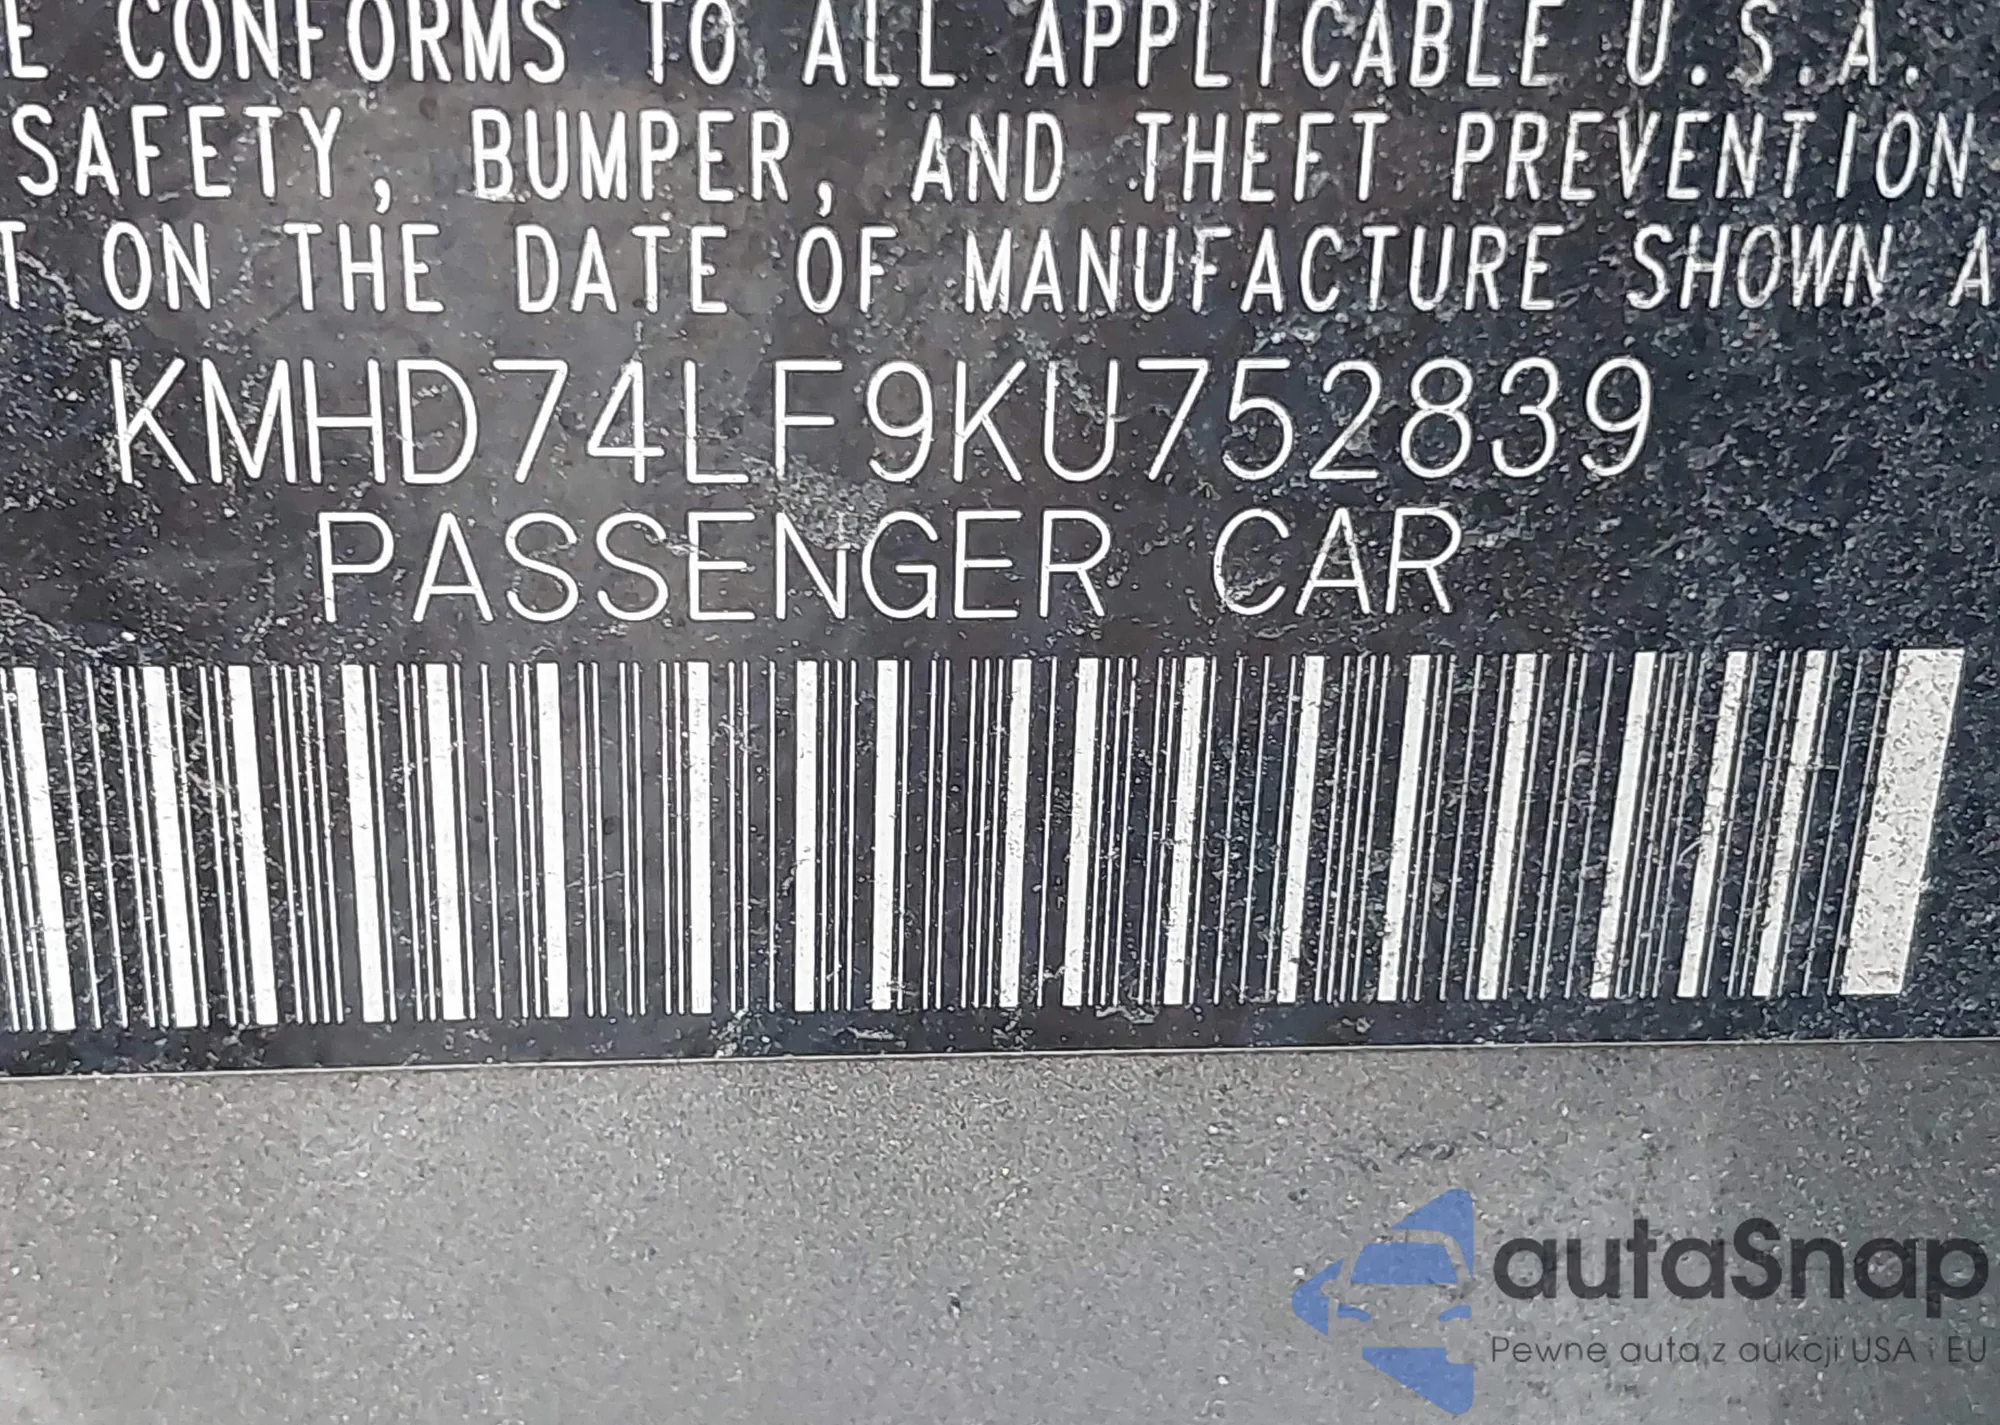 E CONFORMS TO ALL APPLICABLE U.S.A.
SAFETY, BUMPER, AND THEFT PREVENTION
T ON THE DATE OF MANUFACTURE SHOWN A
KMHD74LF9KU752839
PASSENGER CAR
autaSnap
Pewne auta z aukcji USA i EU